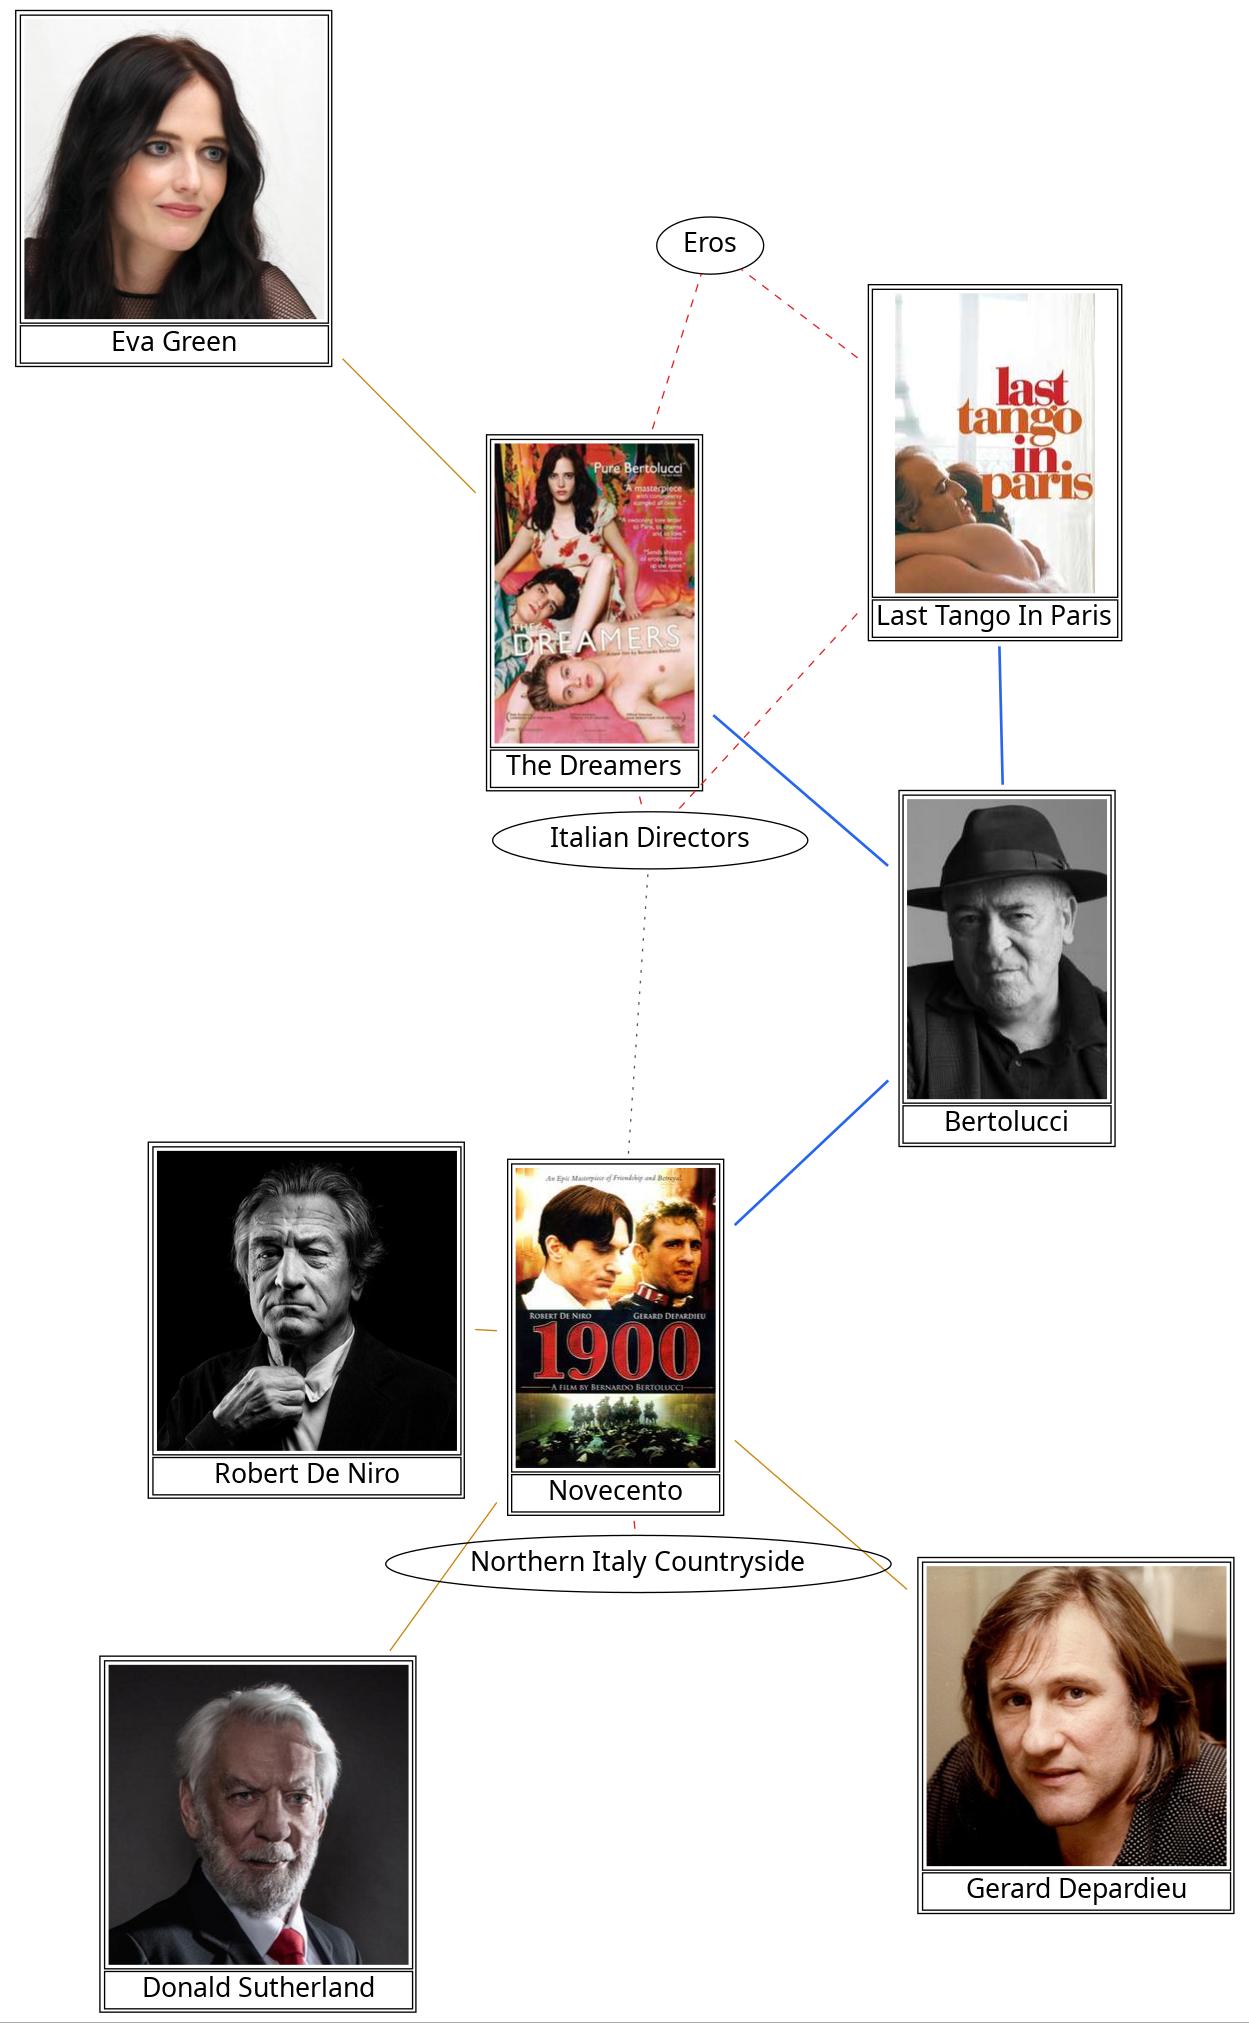 Eva Green
Eros
last
tango
in
paris
Last Tango In Paris
"Pure Bertolucci"
"A masterpiece
THE
DREAMERS
The Dreamers
Italian Directors
Bertolucci
Robert De Niro
An Epic Masterpiece of Friendship and Betrayal.
ROBERT DE NIRO GERARD DEPARDIEU
1900
A FILM BY BERNARDO BERTOLUCCI
Novecento
Northern Italy Countryside
Gerard Depardieu
Donald Sutherland